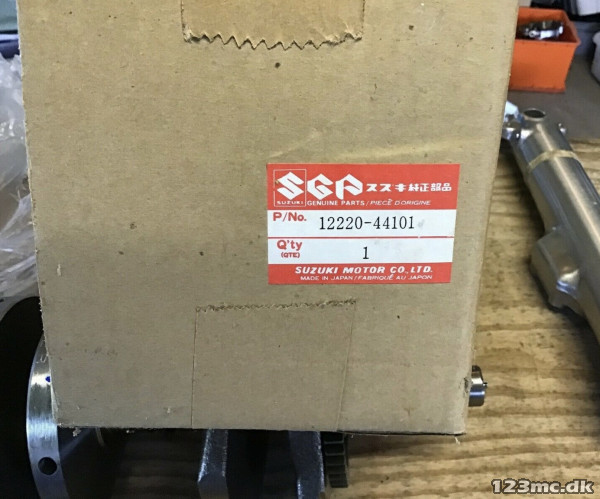 SGP スズキ純正部品
SUZUKI GENUINE PARTS / PIÈCE D'ORIGINE
P/No. 12220-44101
Q'ty (QTE) 1
SUZUKI MOTOR CO., LTD.
MADE IN JAPAN / FABRIQUÉ AU JAPON
123mc.dk